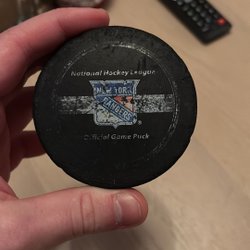 National Hockey League
NEW YORK
RANGERS
®
Official Game Puck